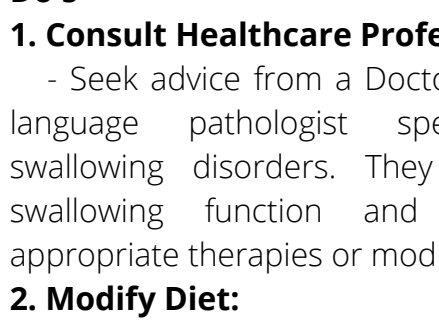 Do's
1. Consult Healthcare Profe
- Seek advice from a Docto
language pathologist spe
swallowing disorders. They
swallowing function and
appropriate therapies or mod
2. Modify Diet: